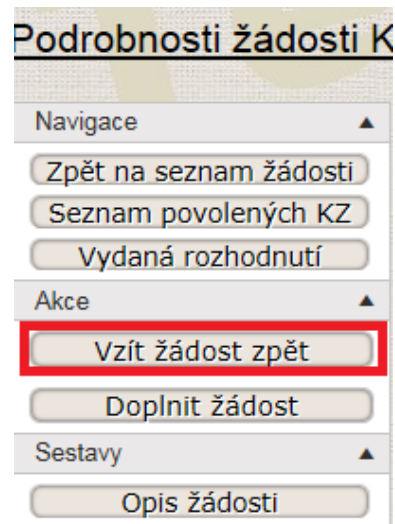 Podrobnosti žádosti K
Navigace
Zpět na seznam žádosti
Seznam povolených KZ
Vydaná rozhodnutí
Akce
Vzít žádost zpět
Doplnit žádost
Sestavy
Opis žádosti